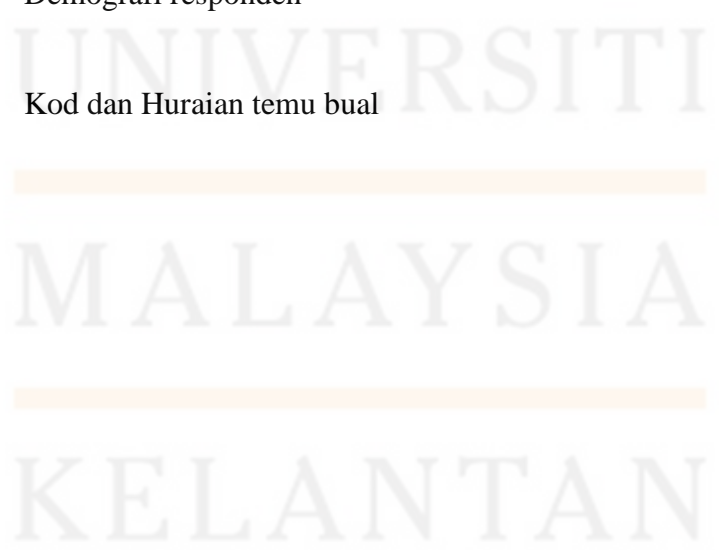 Demografi responden
UNIVERSITI
Kod dan Huraian temu bual
MALAYSIA
KELANTAN